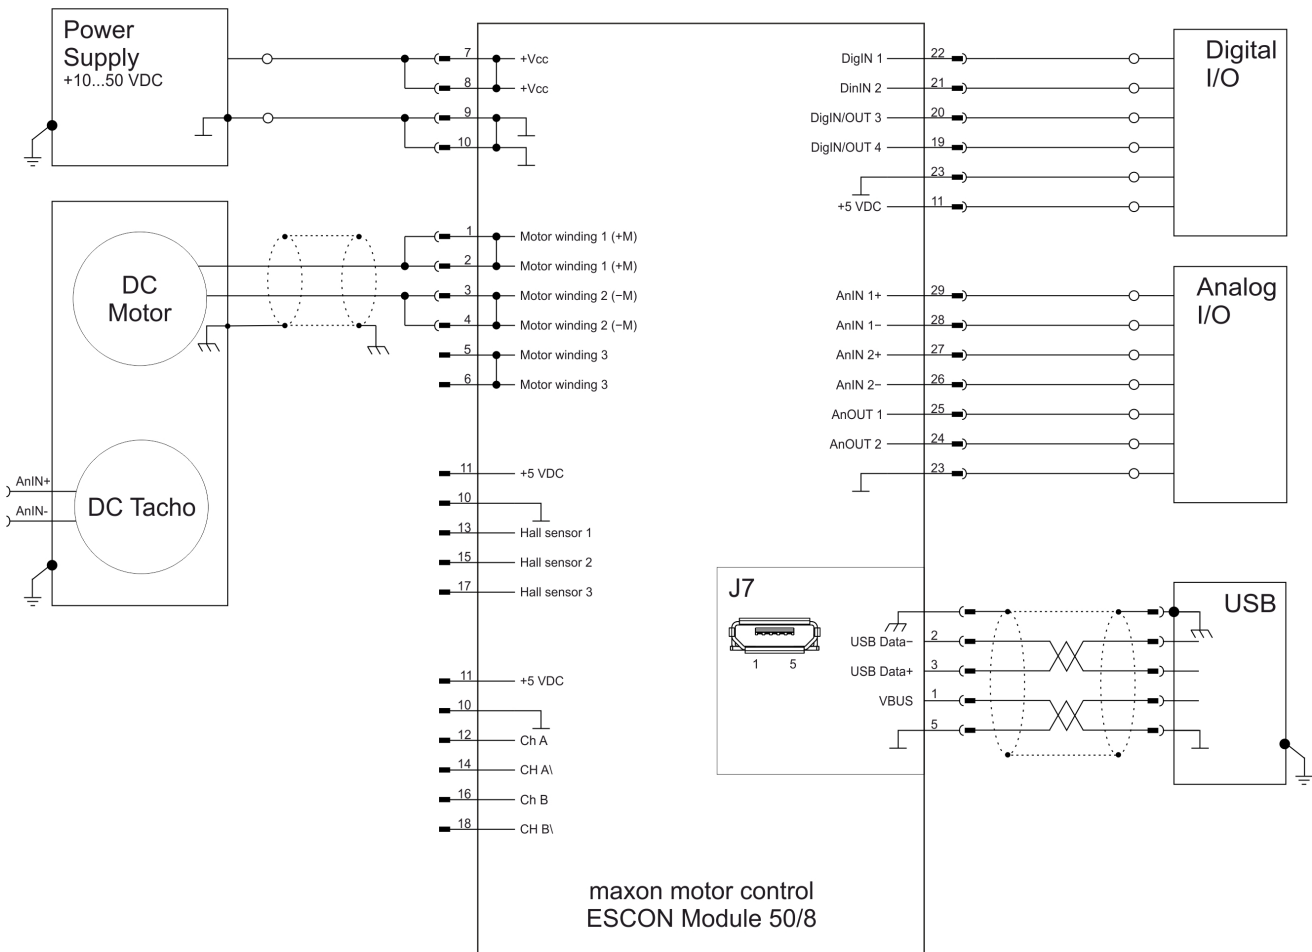 Power
Supply
+10...50 VDC
7 +Vcc
8 +Vcc
9
10
DC
Motor
1 Motor winding 1 (+M)
2 Motor winding 1 (+M)
3 Motor winding 2 (−M)
4 Motor winding 2 (−M)
5 Motor winding 3
6 Motor winding 3
AnIN+
AnIN-
DC Tacho
11 +5 VDC
10
13 Hall sensor 1
15 Hall sensor 2
17 Hall sensor 3
11 +5 VDC
10
12 Ch A
14 CH A\
16 Ch B
18 CH B\
DigIN 1 22
DinIN 2 21
DigIN/OUT 3 20
DigIN/OUT 4 19
23
+5 VDC 11
Digital
I/O
AnIN 1+ 29
AnIN 1− 28
AnIN 2+ 27
AnIN 2− 26
AnOUT 1 25
AnOUT 2 24
23
Analog
I/O
J7
1 5
USB Data− 2
USB Data+ 3
VBUS 1
5
USB
maxon motor control
ESCON Module 50/8